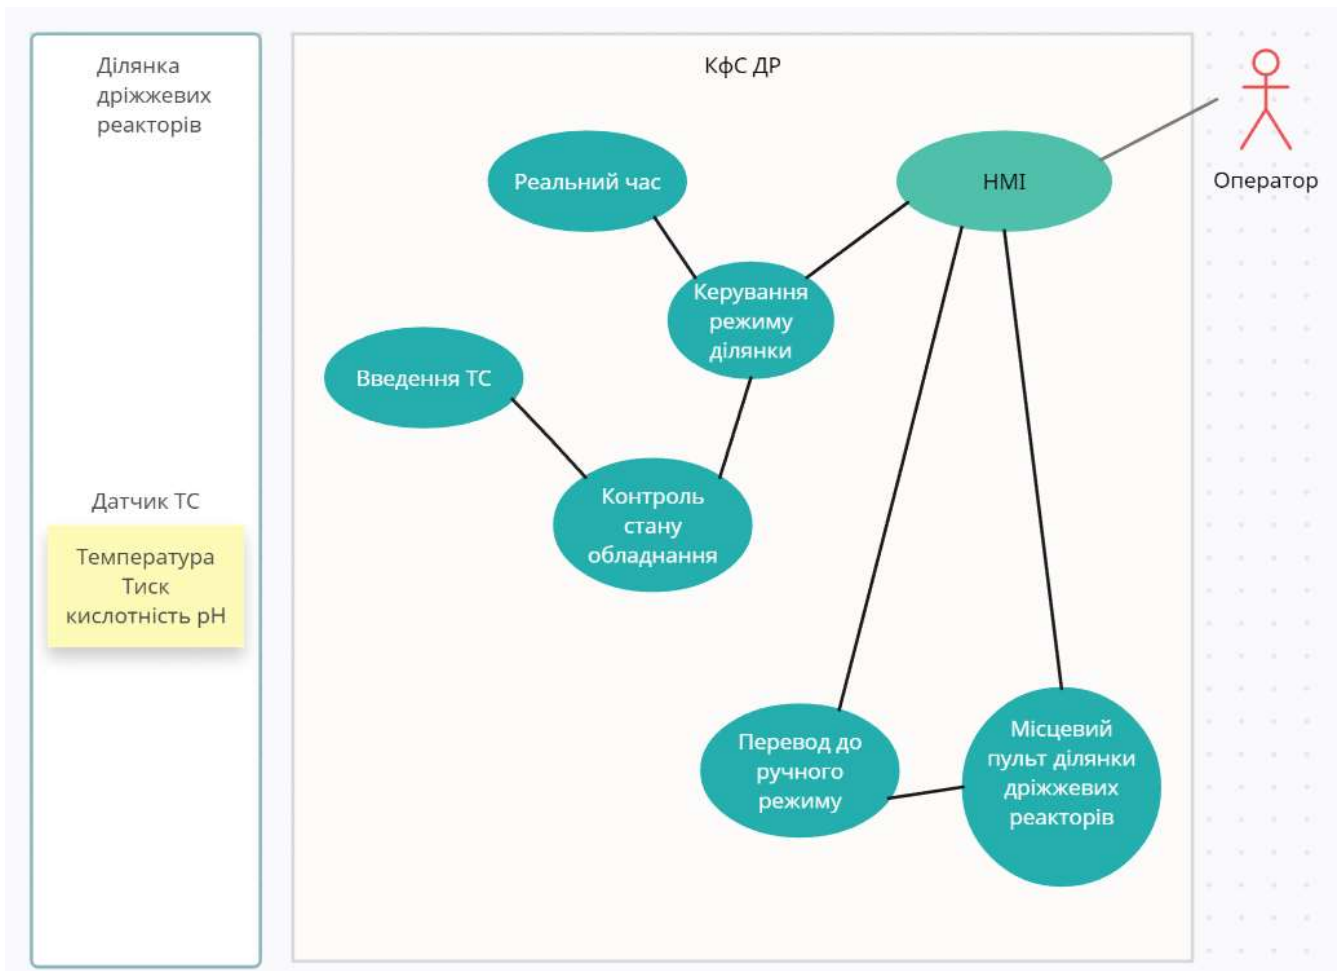 Ділянка
дріжжевих
реакторів
КфС ДР
Оператор
Реальний час
HMI
Керування
режиму
ділянки
Введення ТС
Контроль
стану
обладнання
Датчик ТС
Температура
Тиск
кислотність pH
Перевод до
ручного
режиму
Місцевий
пульт ділянки
дріжжевих
реакторів